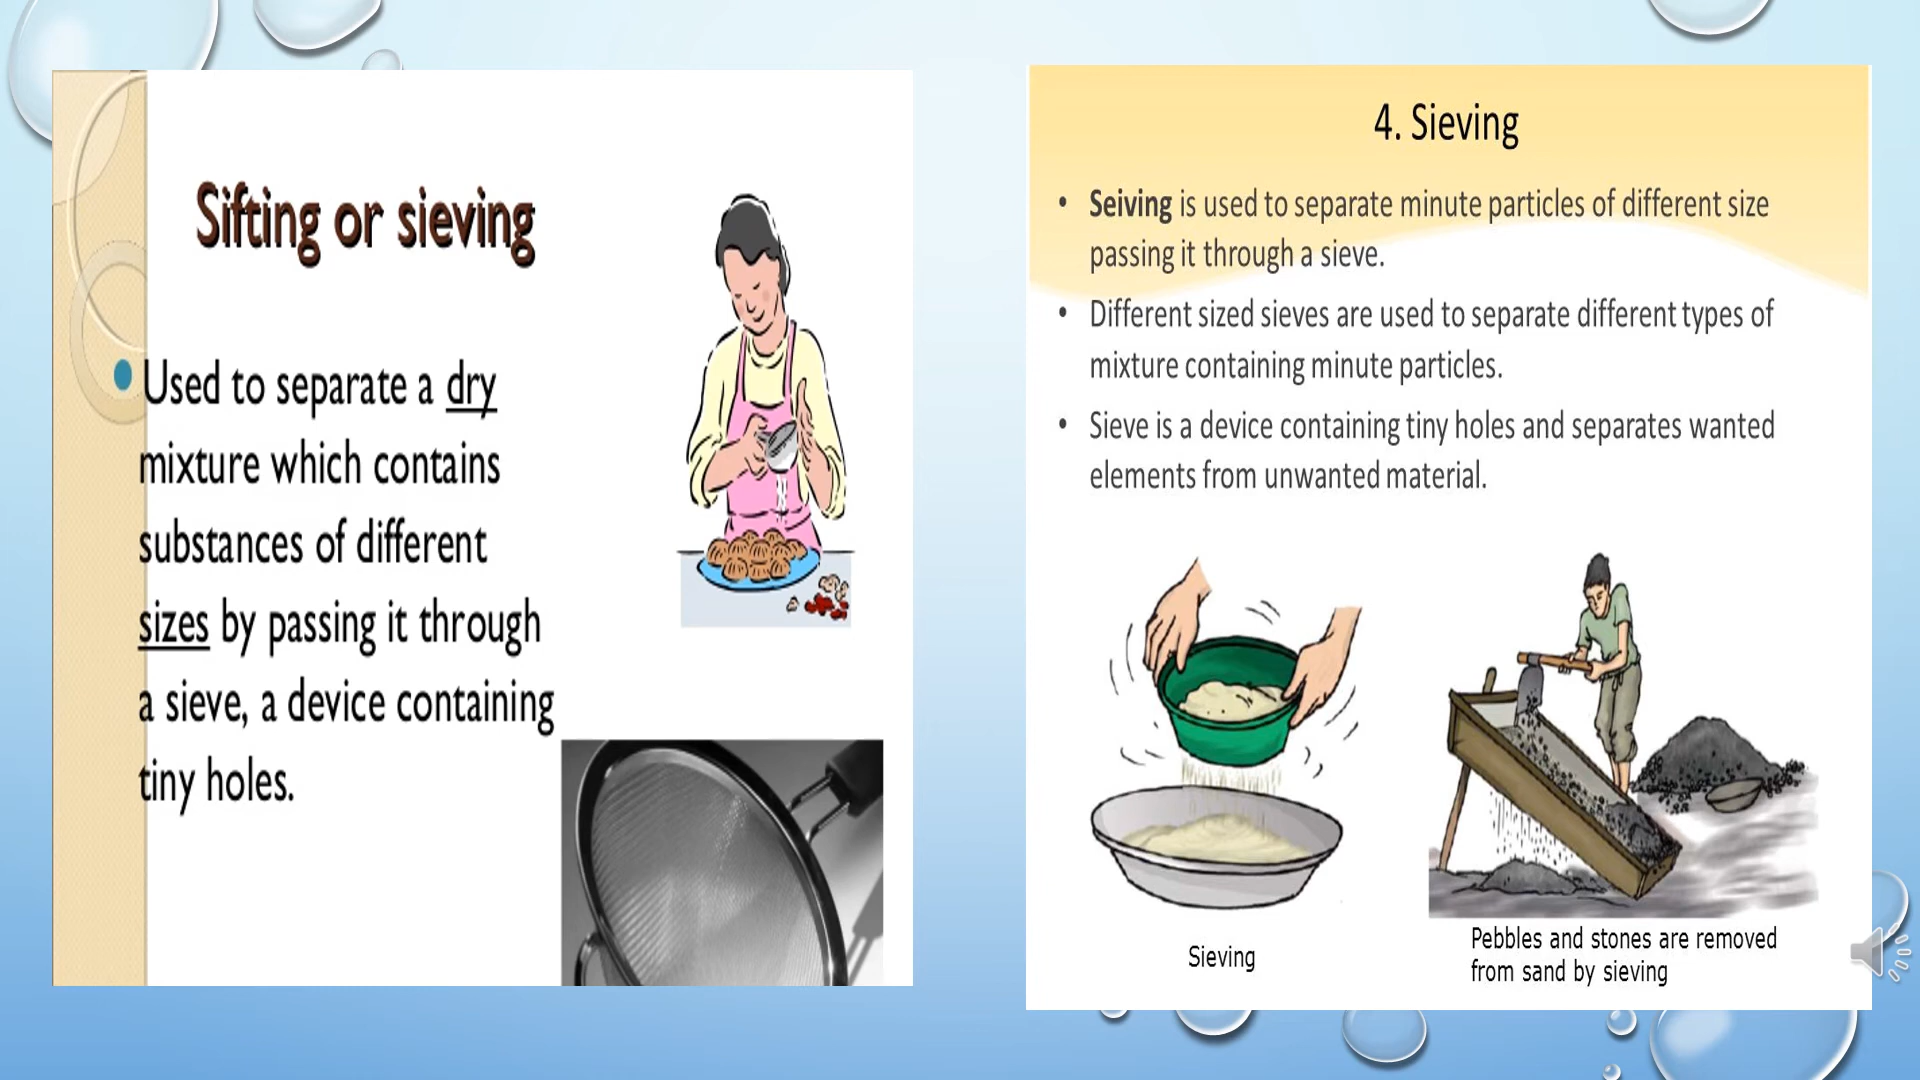 Sifting or sieving
Used to separate a dry
mixture which contains
substances of different
sizes by passing it through
a sieve, a device containing
tiny holes.
4. Sieving
• Seiving is used to separate minute particles of different size
passing it through a sieve.
• Different sized sieves are used to separate different types of
mixture containing minute particles.
• Sieve is a device containing tiny holes and separates wanted
elements from unwanted material.
Sieving
Pebbles and stones are removed
from sand by sieving